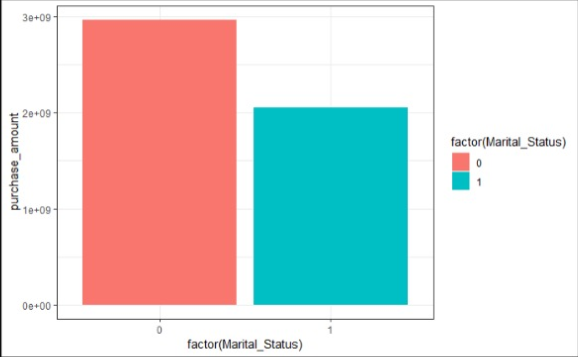 3e+09
2e+09
1e+09
0e+00
purchase_amount
0
1
factor(Marital_Status)
factor(Marital_Status)
0
1